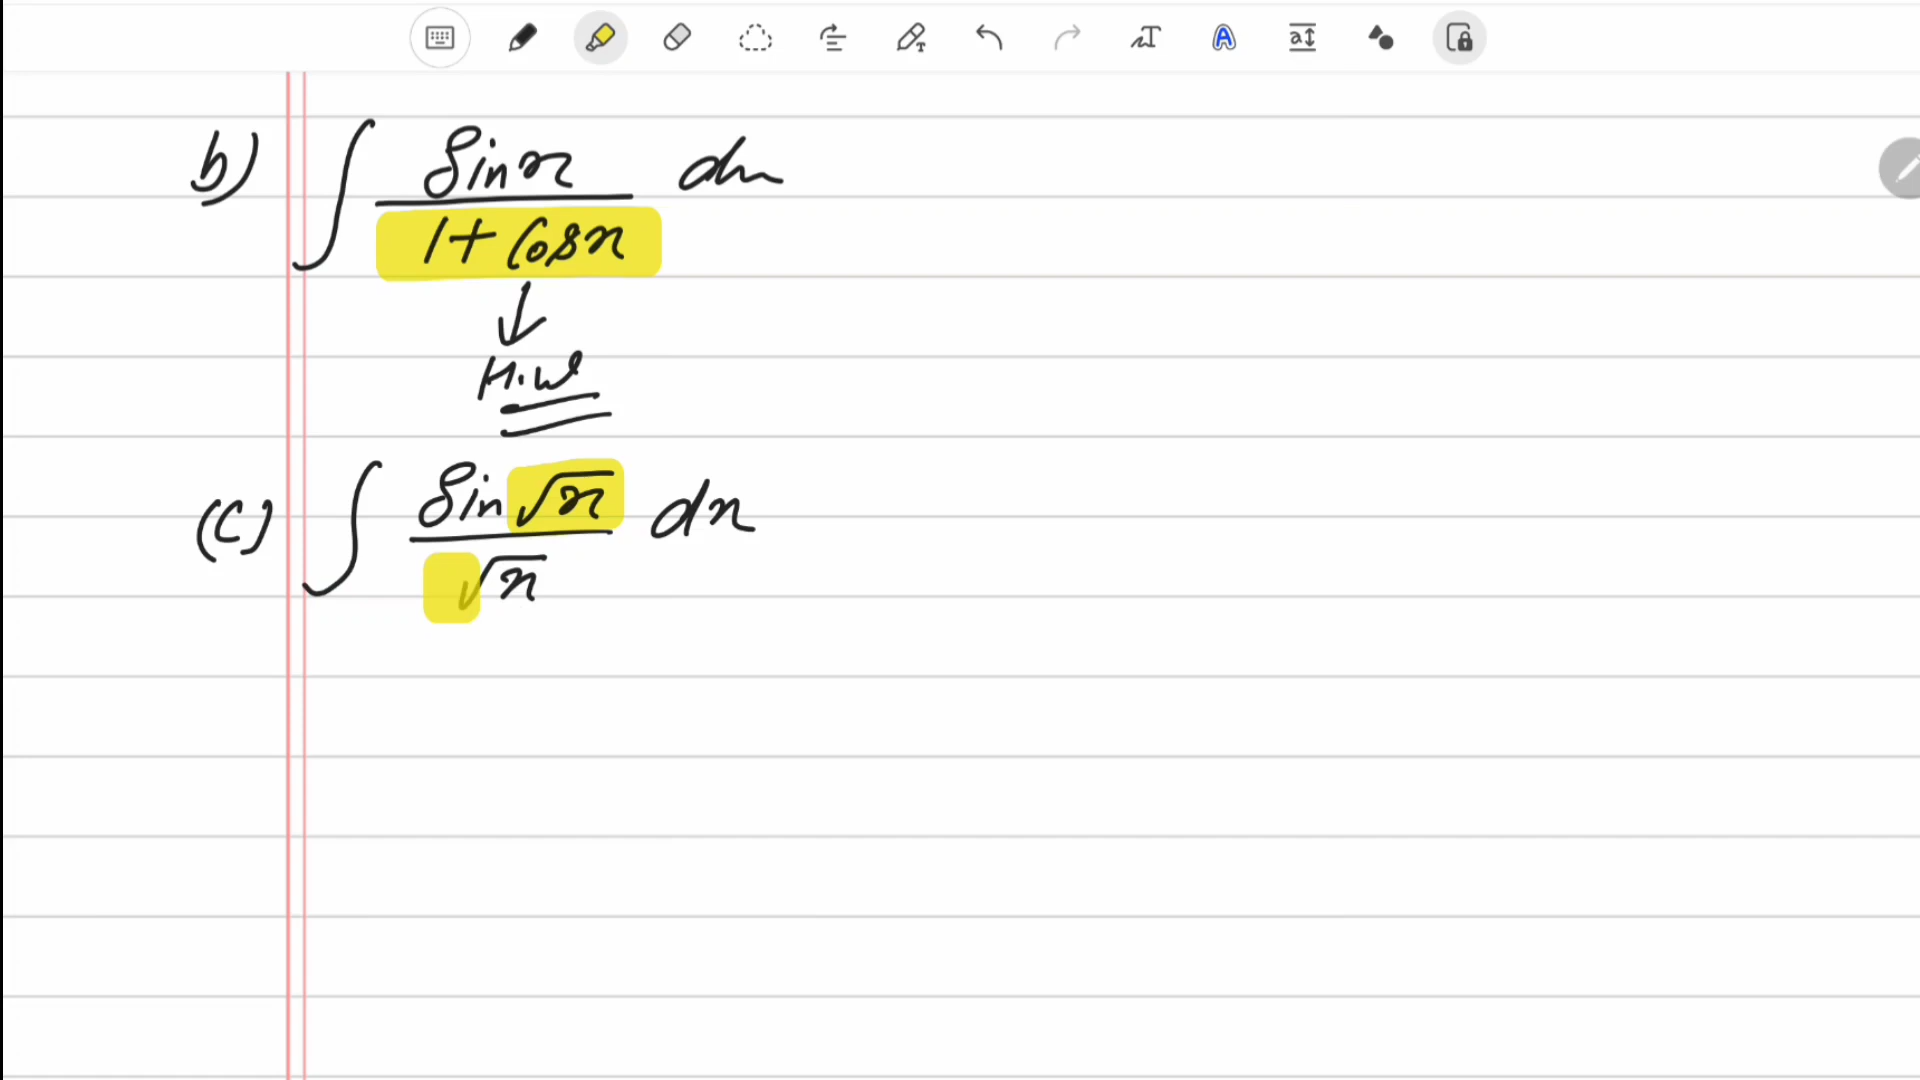 b) ∫ Sinx / 1+Cosx dx
↓
H.W
(c) ∫ Sin√x / √x dx